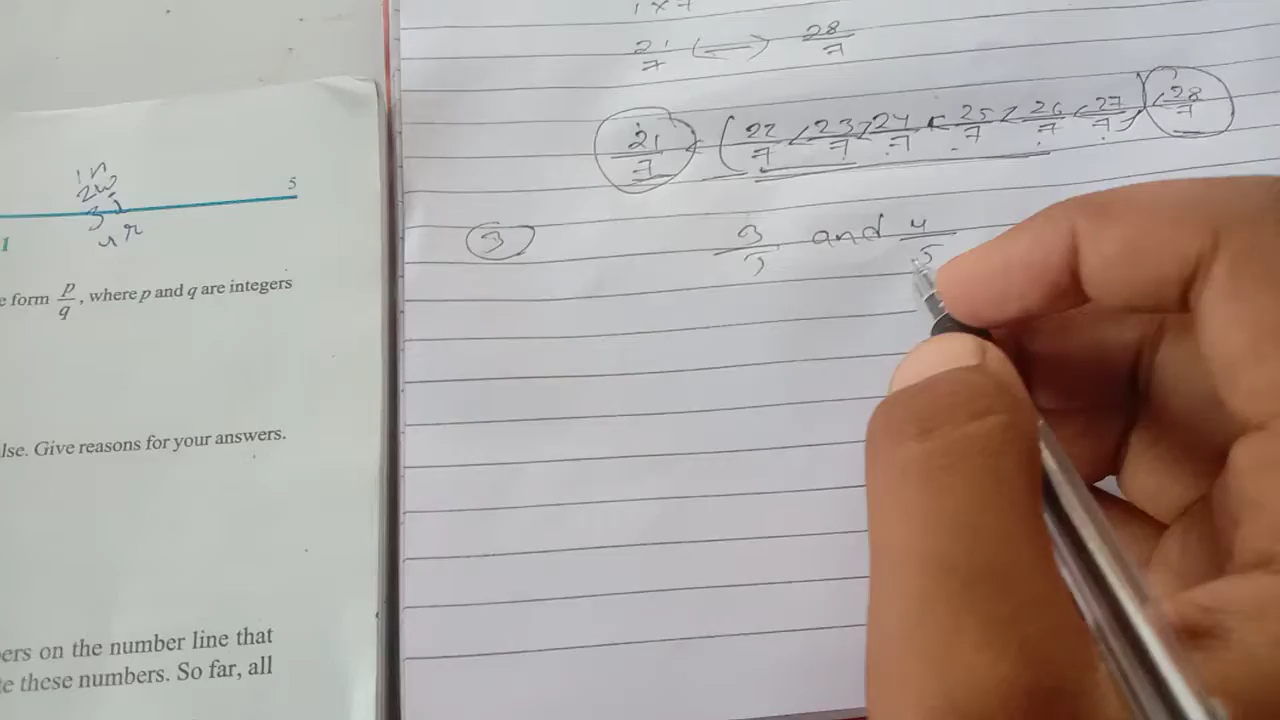 5
1
e form p/q, where p and q are integers
lse. Give reasons for your answers.
ers on the number line that
e these numbers. So far, all
1 × 7
21/7 ⟺ 28/7
21/7 < (22/7 < 23/7 > 24/7 < 25/7 < 26/7 < 27/7) < 28/7
3 3/5 and 4/5